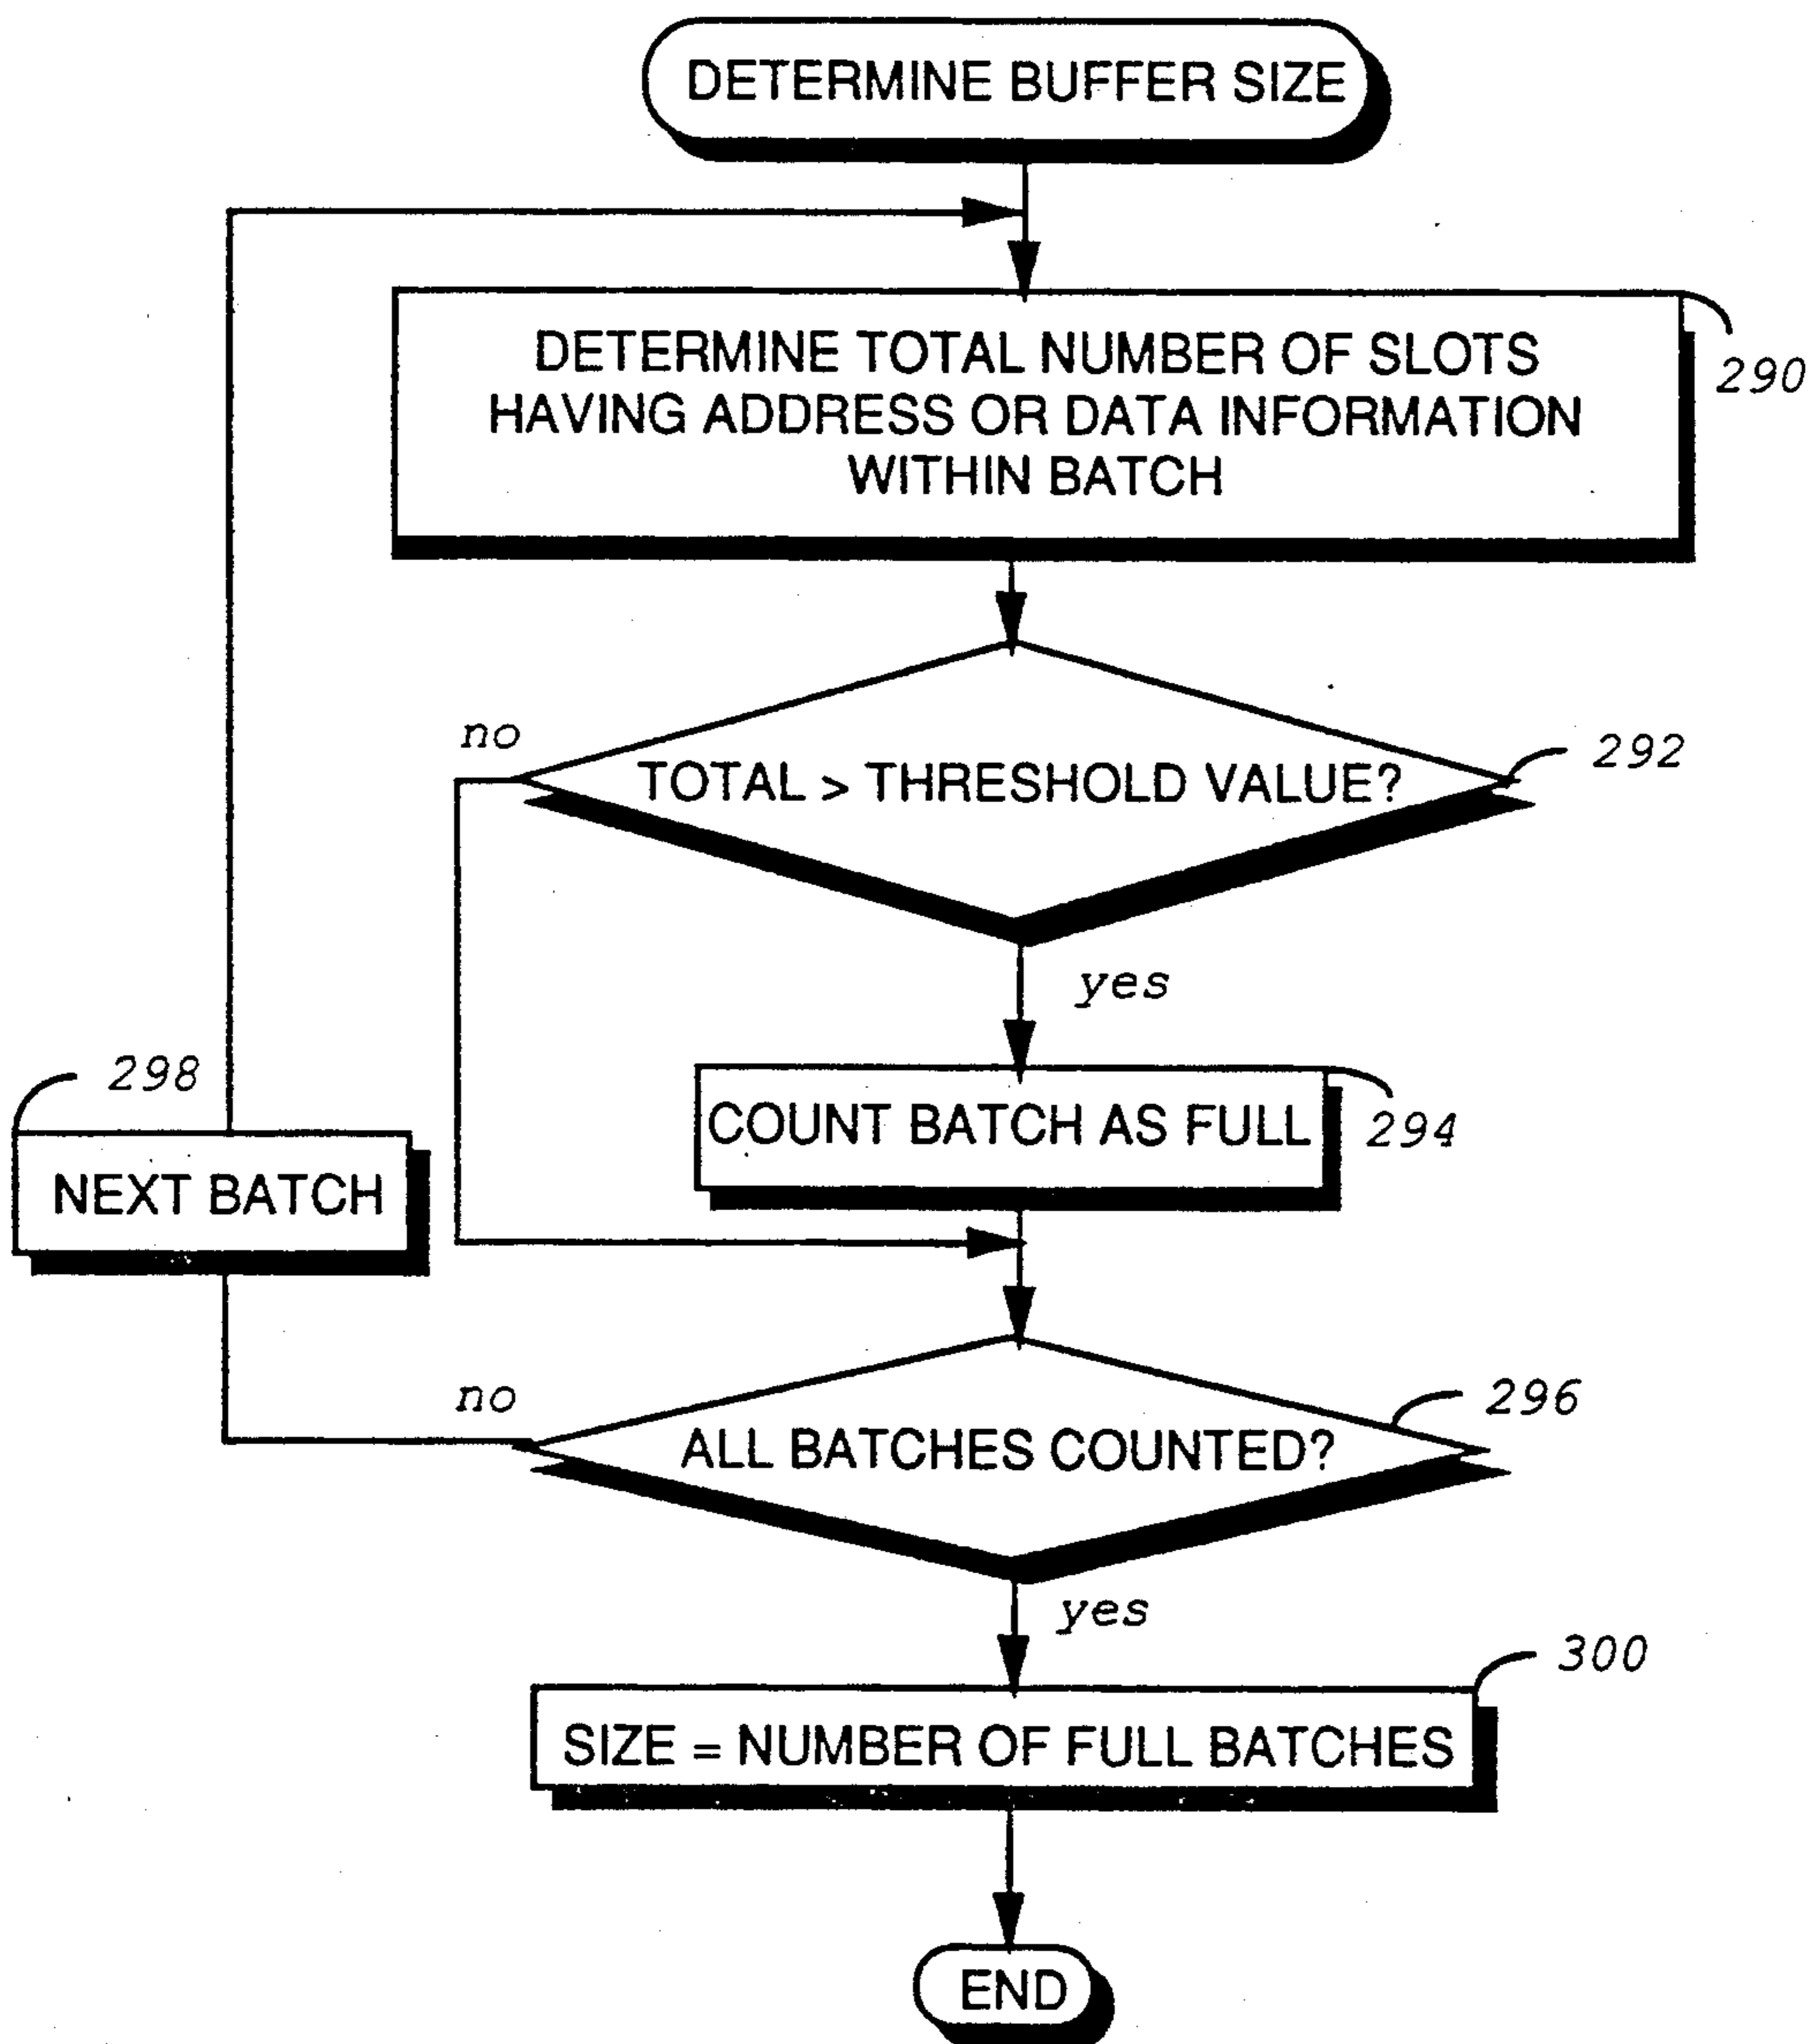 DETERMINE BUFFER SIZE
DETERMINE TOTAL NUMBER OF SLOTS
HAVING ADDRESS OR DATA INFORMATION
WITHIN BATCH
290
no
TOTAL > THRESHOLD VALUE?
292
yes
298
COUNT BATCH AS FULL
294
NEXT BATCH
no
ALL BATCHES COUNTED?
296
yes
300
SIZE = NUMBER OF FULL BATCHES
END